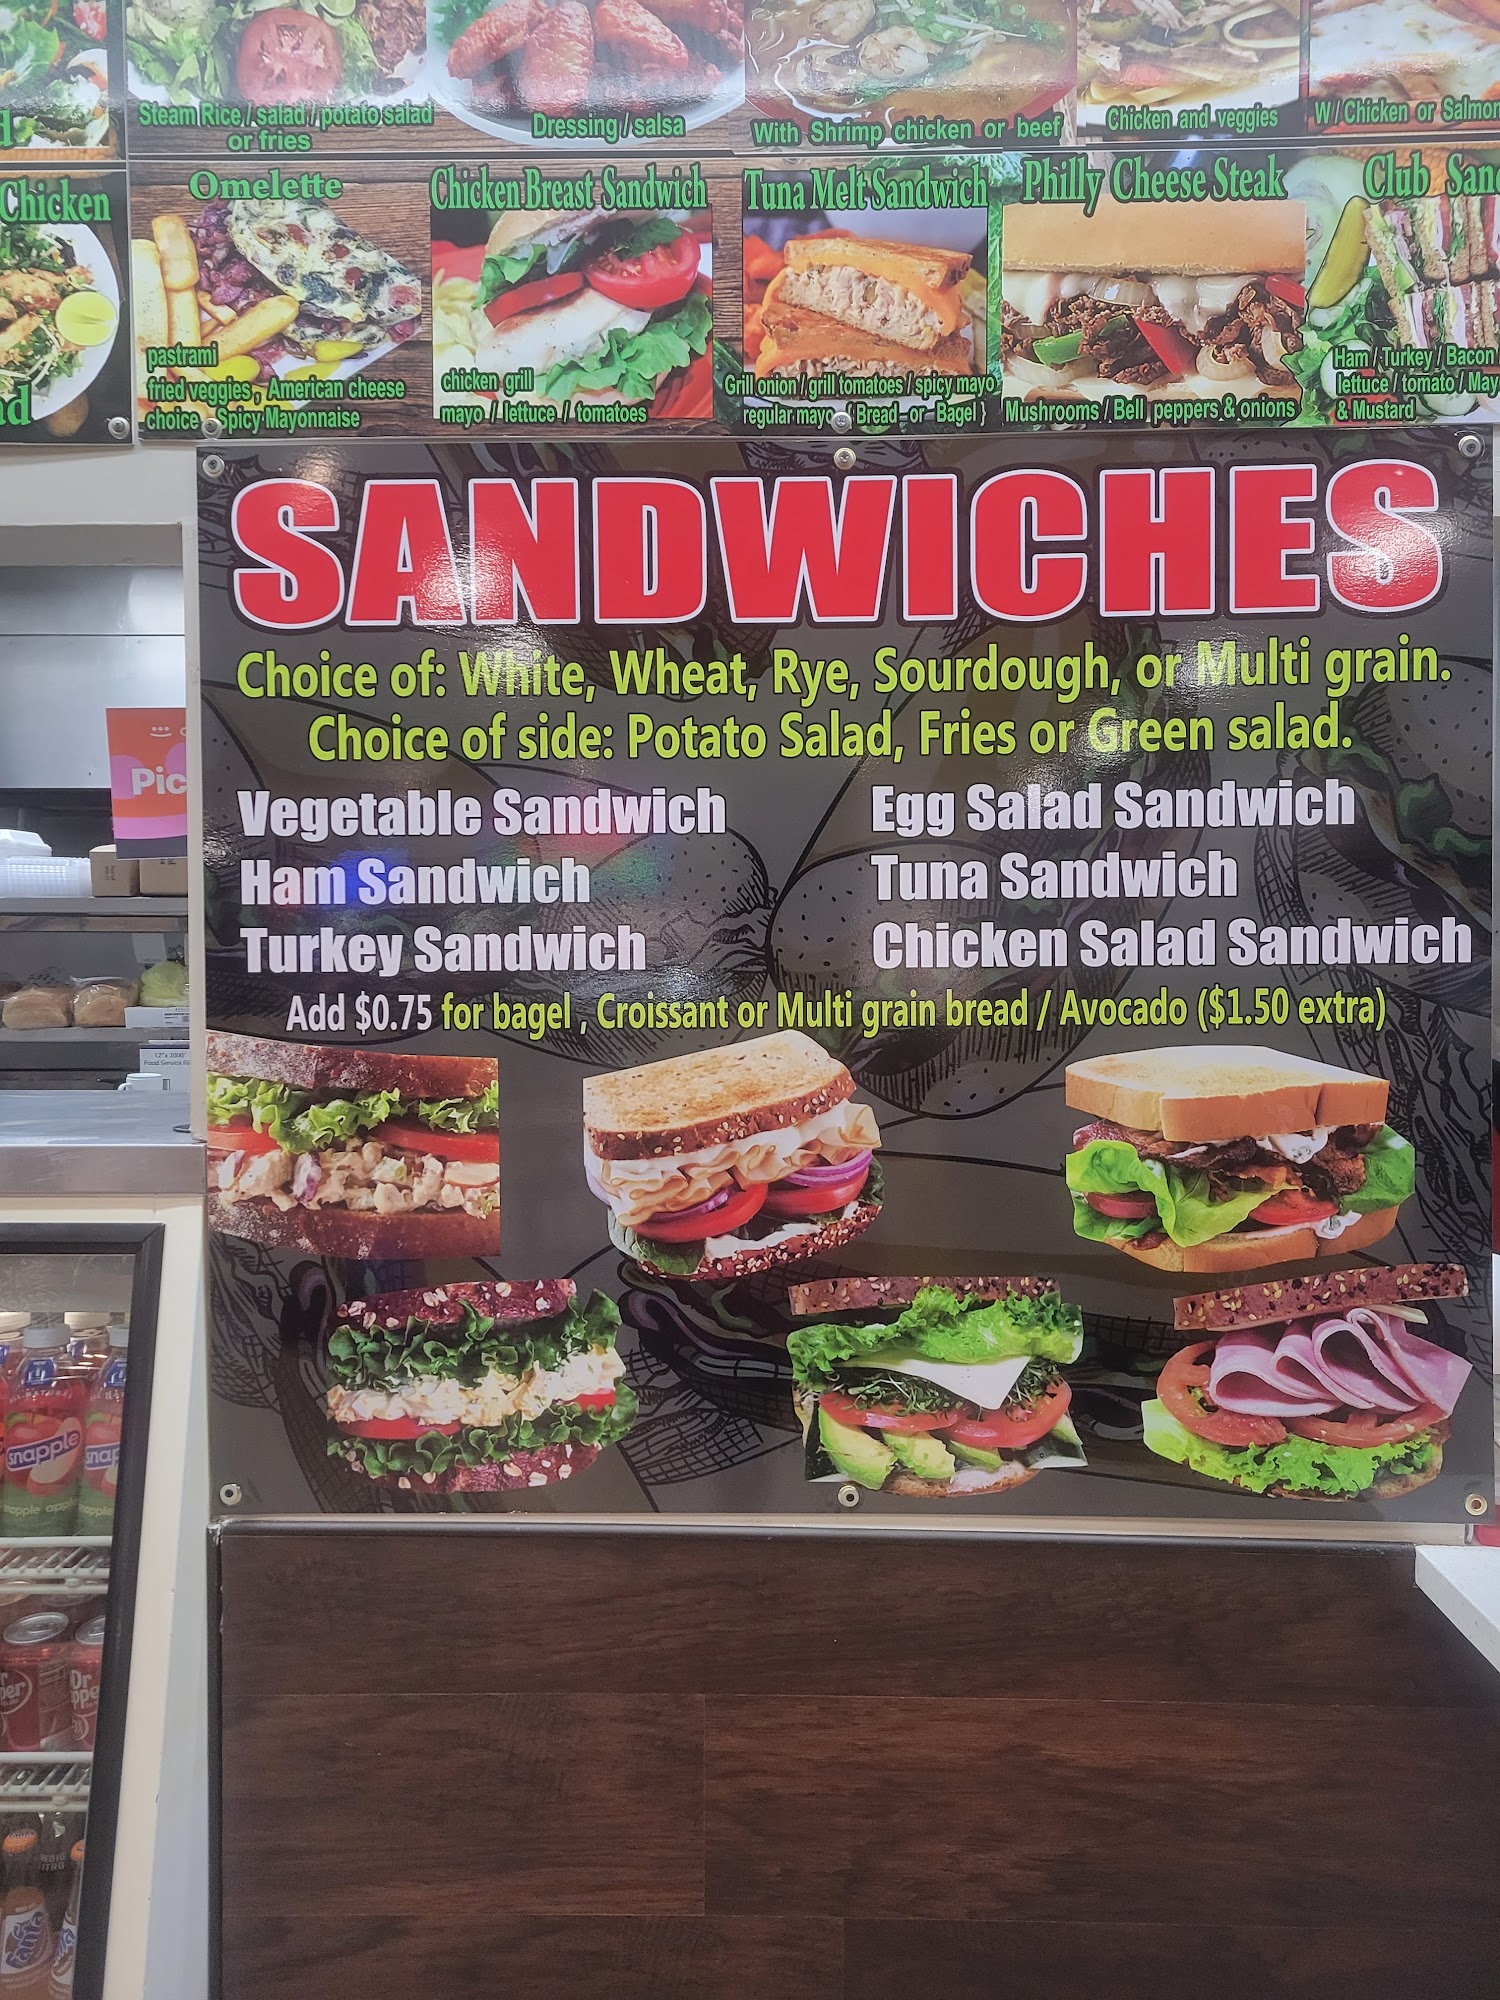 Steam Rice / salad / potato salad
or fries
Dressing / salsa
With Shrimp chicken or beef
Chicken and veggies
W / Chicken or Salmon
Chicken
Omelette
pastrami
fried veggies , American cheese
choice Spicy Mayonnaise
Chicken Breast Sandwich
chicken grill
mayo / lettuce / tomatoes
Tuna Melt Sandwich
Grill onion / grill tomatoes / spicy mayo
regular mayo ( Bread or Bagel }
Philly Cheese Steak
Mushrooms / Bell peppers & onions
Club
Ham / Turkey / Bacon
lettuce / tomato / May
& Mustard
SANDWICHES
Choice of: White, Wheat, Rye, Sourdough, or Multi grain.
Choice of side: Potato Salad, Fries or Green salad.
Vegetable Sandwich
Ham Sandwich
Turkey Sandwich
Egg Salad Sandwich
Tuna Sandwich
Chicken Salad Sandwich
Add $0.75 for bagel , Croissant or Multi grain bread / Avocado ($1.50 extra)
Pic
snapple